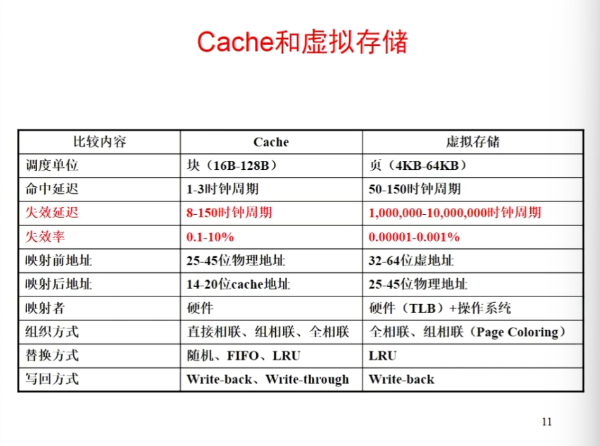 Cache和虚拟存储
比较内容 Cache 虚拟存储
调度单位 块（16B-128B） 页（4KB-64KB）
命中延迟 1-3时钟周期 50-150时钟周期
失效延迟 8-150时钟周期 1,000,000-10,000,000时钟周期
失效率 0.1-10% 0.00001-0.001%
映射前地址 25-45位物理地址 32-64位虚地址
映射后地址 14-20位cache地址 25-45位物理地址
映射者 硬件 硬件（TLB）+操作系统
组织方式 直接相联、组相联、全相联 全相联、组相联（Page Coloring）
替换方式 随机、FIFO、LRU LRU
写回方式 Write-back、Write-through Write-back
11